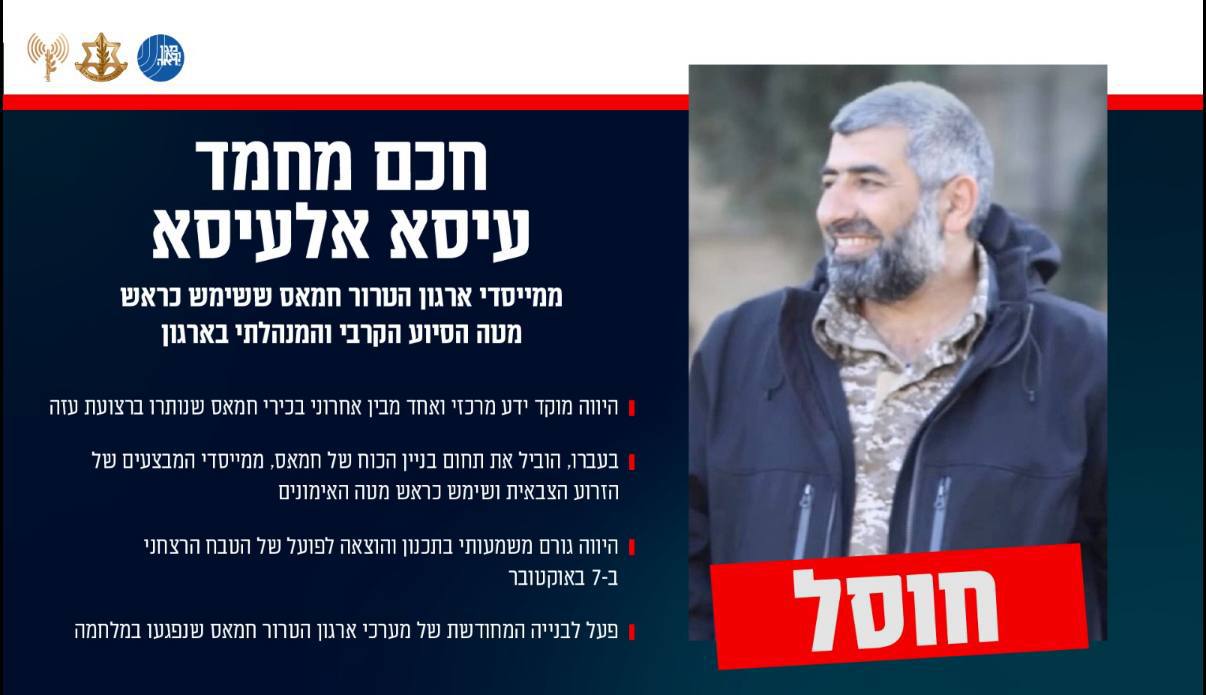 חכם מחמד
עיסא אלעיסא
ממייסדי ארגון הטרור חמאס ששימש כראש
מטה הסיוע הקרבי והמנהלתי בארגון
היווה מוקד ידע מרכזי ואחד מבין אחרוני בכירי חמאס שנותרו ברצועת עזה
בעברו, הוביל את תחום בניין הכוח של חמאס, ממייסדי המבצעים של
הזרוע הצבאית ושימש כראש מטה האימונים
היווה גורם משמעותי בתכנון והוצאה לפועל של הטבח הרצחני
ב-7 באוקטובר
פעל לבנייה המחודשת של מערכי ארגון הטרור חמאס שנפגעו במלחמה
חוסל